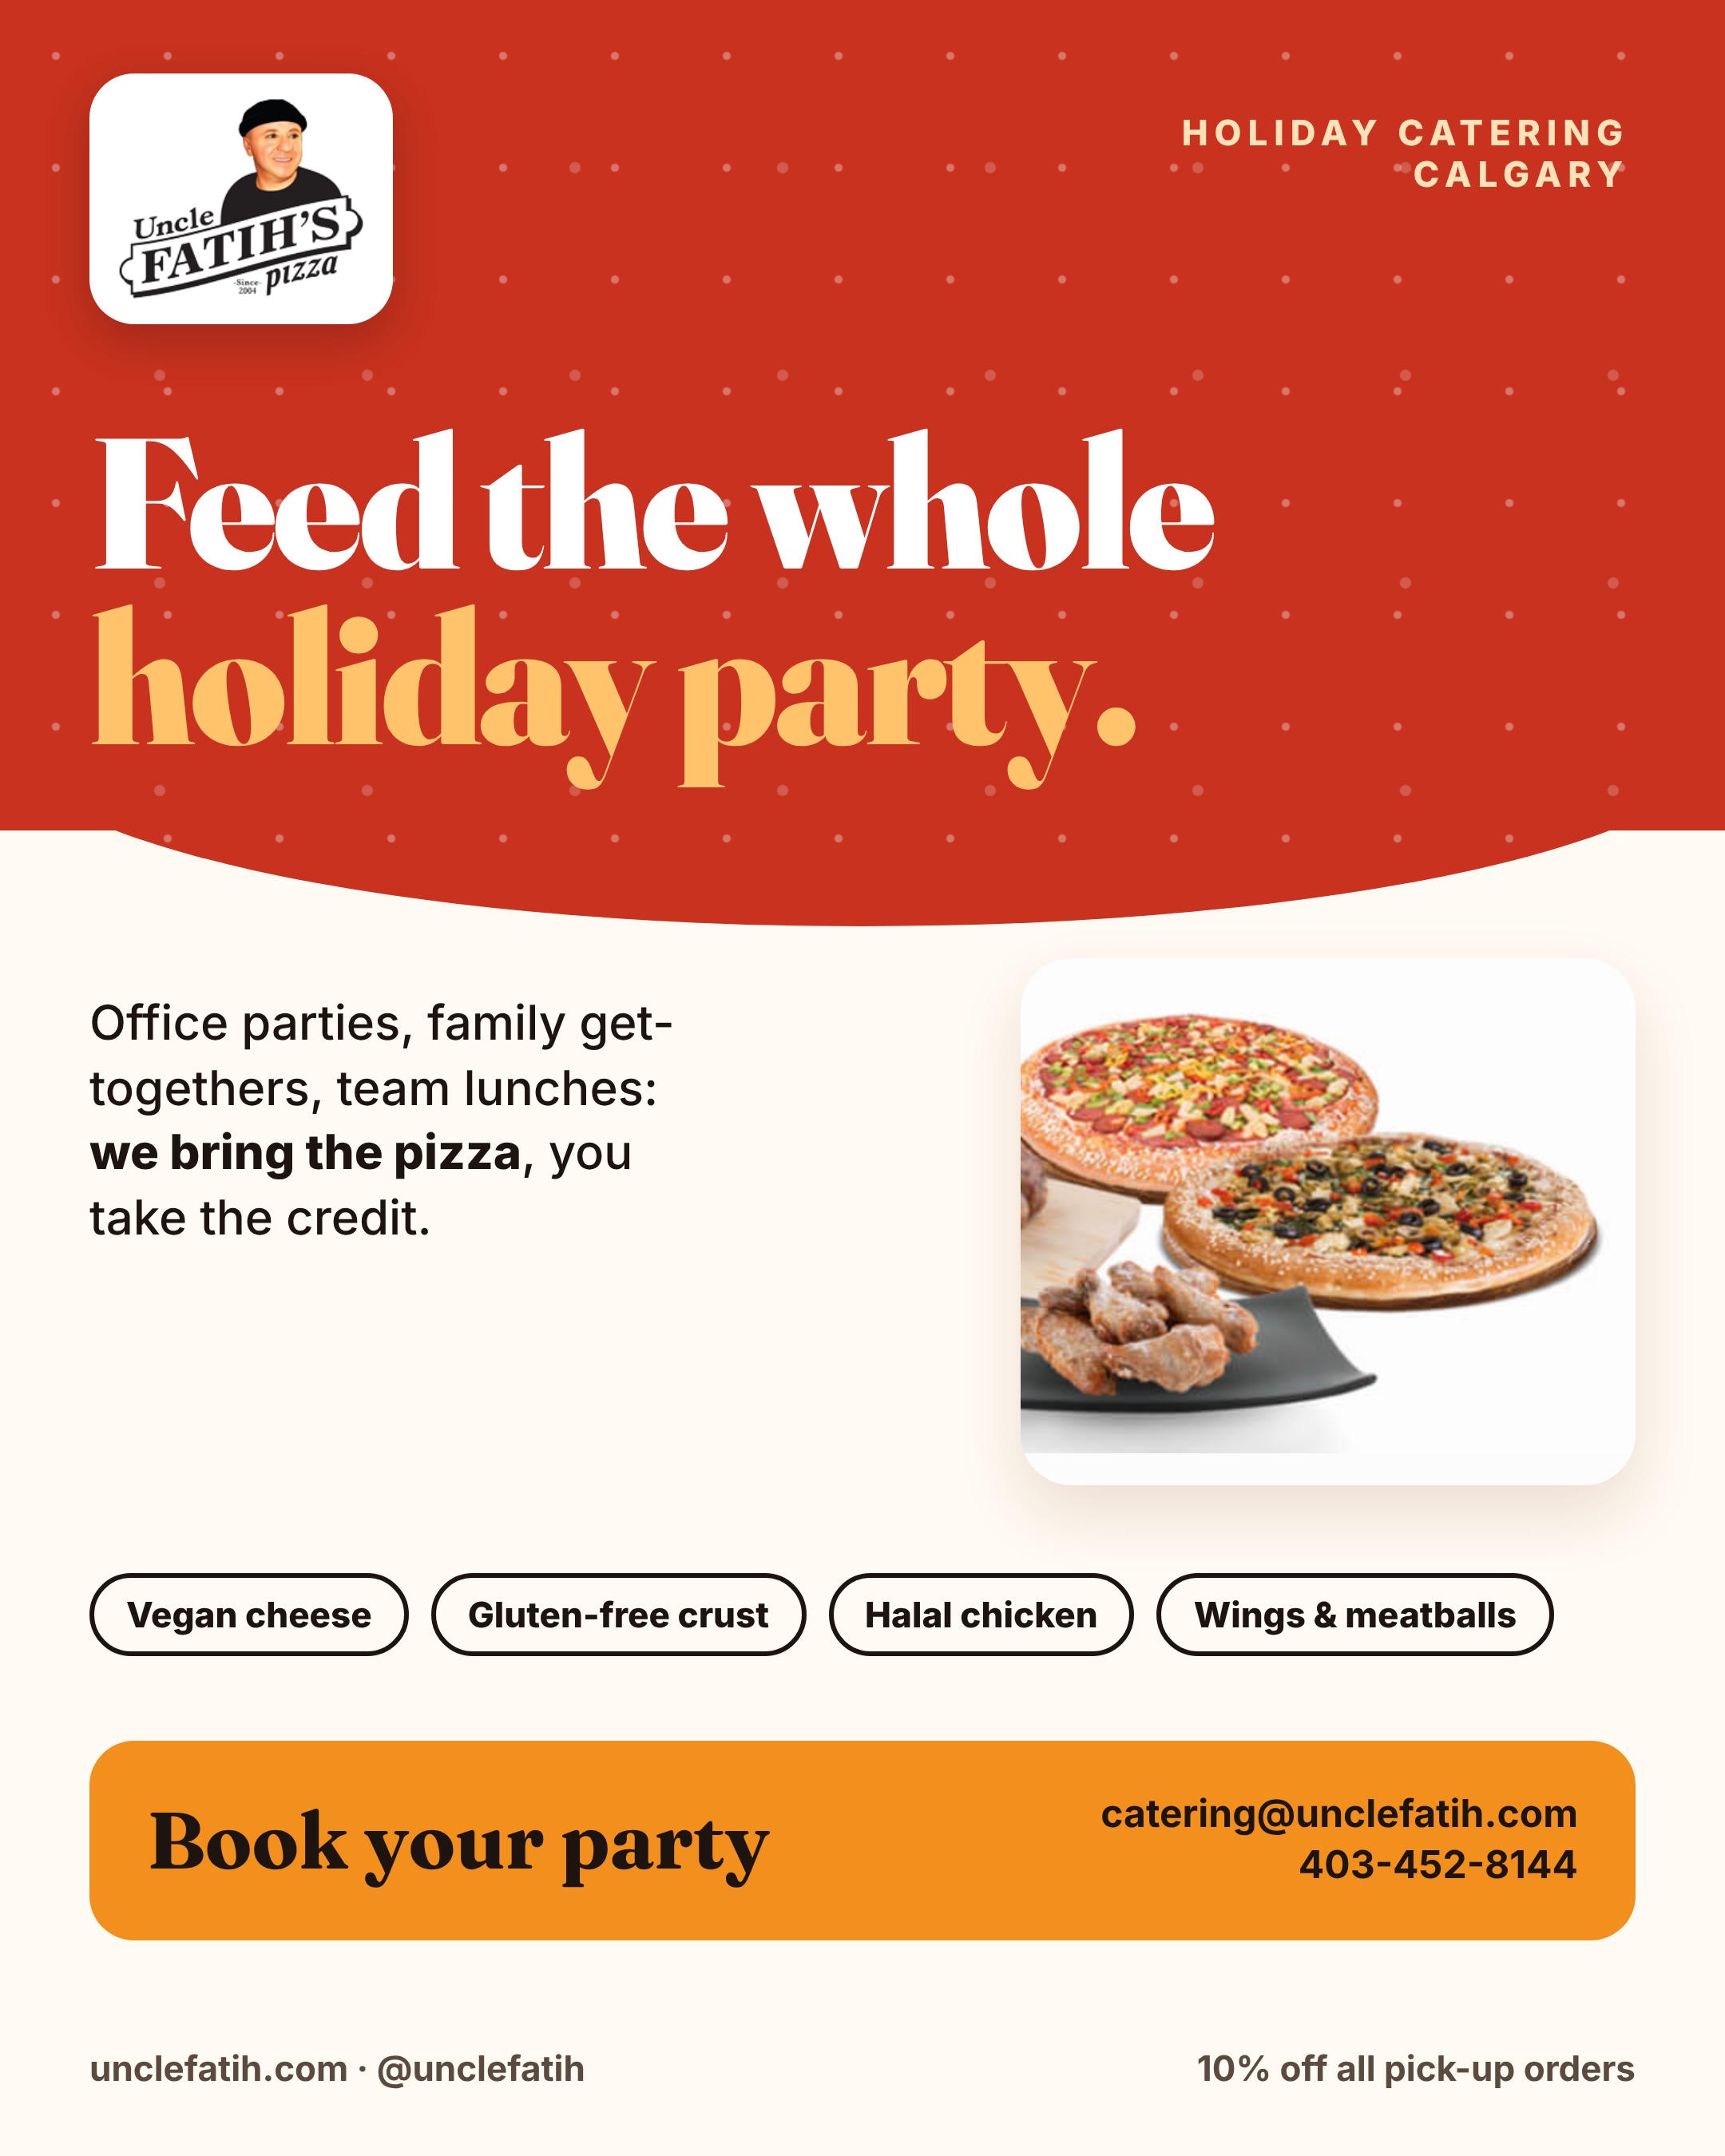 Uncle
FATIH'S
pizza
-Since-
2004
HOLIDAY CATERING
CALGARY
Feed the whole
holiday party.
Office parties, family get-
togethers, team lunches:
we bring the pizza, you
take the credit.
Vegan cheese
Gluten-free crust
Halal chicken
Wings & meatballs
Book your party
catering@unclefatih.com
403-452-8144
unclefatih.com · @unclefatih
10% off all pick-up orders